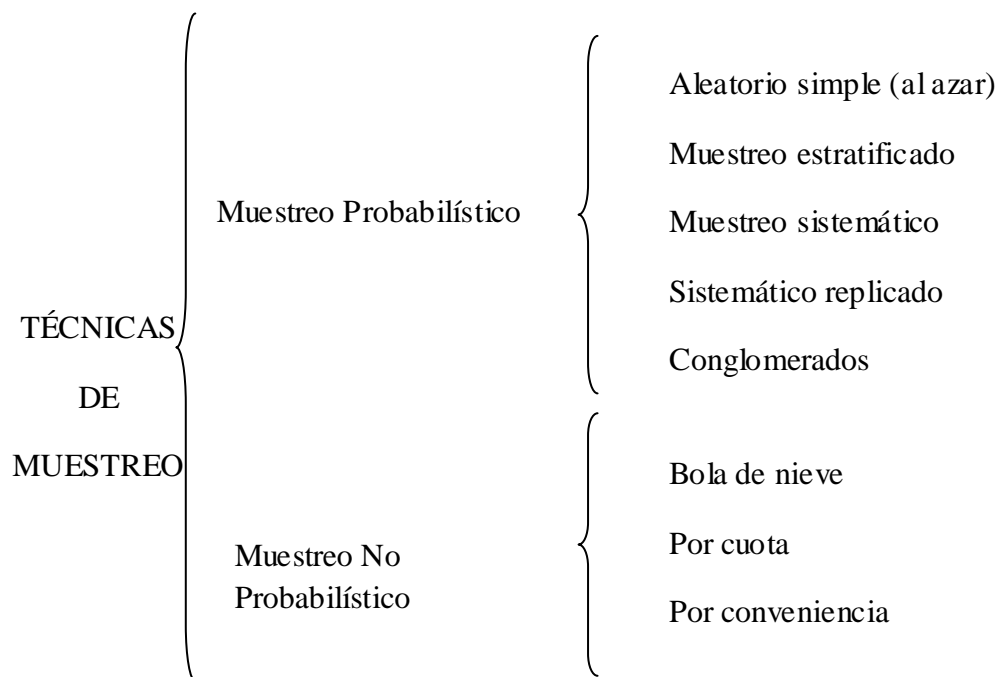 TÉCNICAS
DE
MUESTREO
Muestreo Probabilístico
Aleatorio simple (al azar)
Muestreo estratificado
Muestreo sistemático
Sistemático replicado
Conglomerados
Muestreo No
Probabilístico
Bola de nieve
Por cuota
Por conveniencia